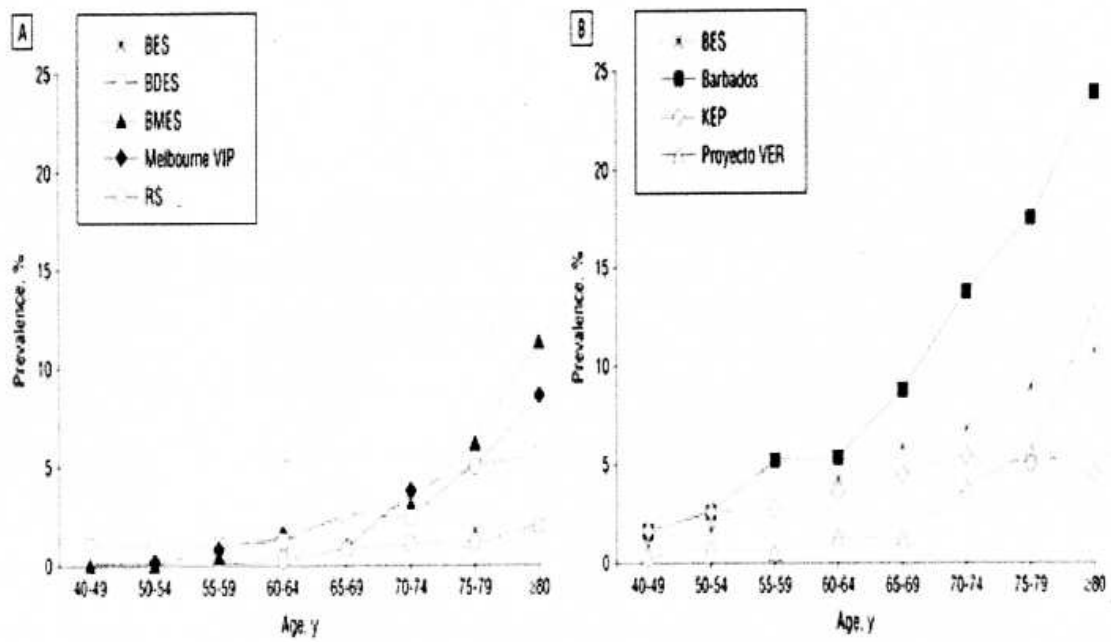 A
BES
BDES
BMES
Melbourne VIP
RS
25
20
15
10
5
0
Prevalence, %
40-49 50-54 55-59 60-64 65-69 70-74 75-79 ≥80
Age, y
B
BES
Barbados
KEP
Proyecto VER
25
20
15
10
5
0
Prevalence, %
40-49 50-54 55-59 60-64 65-69 70-74 75-79 ≥80
Age, y